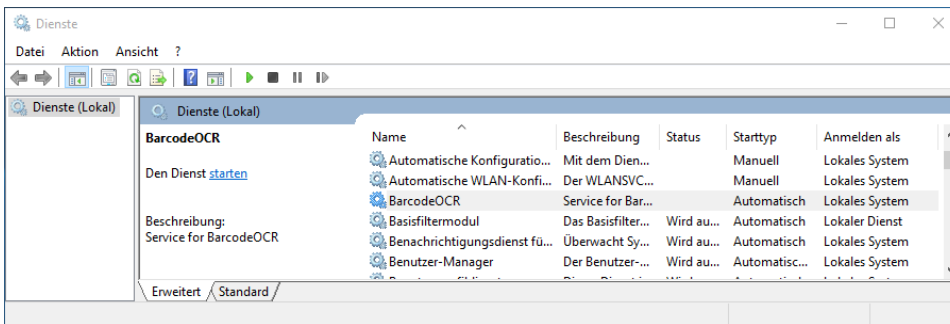 Dienste
Datei Aktion Ansicht ?
Dienste (Lokal)
Dienste (Lokal)
BarcodeOCR
Den Dienst starten
Beschreibung:
Service for BarcodeOCR
Name Beschreibung Status Starttyp Anmelden als
Automatische Konfiguratio... Mit dem Dien... Manuell Lokales System
Automatische WLAN-Konfi... Der WLANSVC... Manuell Lokales System
BarcodeOCR Service for Bar... Automatisch Lokales System
Basisfiltermodul Das Basisfilter... Wird au... Automatisch Lokaler Dienst
Benachrichtigungsdienst fü... Überwacht Sy... Wird au... Automatisch Lokales System
Benutzer-Manager Der Benutzer-... Wird au... Automatisc... Lokales System
Erweitert Standard